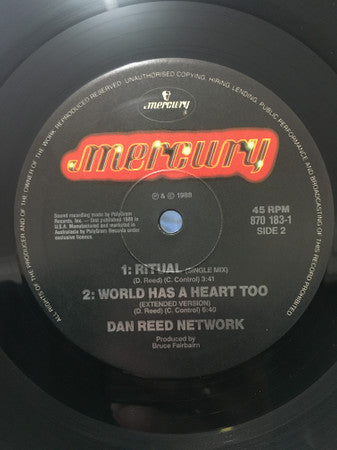 ALL RIGHTS OF THE PRODUCER AND OF THE OWNER OF THE WORK REPRODUCED RESERVED. UNAUTHORISED COPYING, HIRING, LENDING, PUBLIC PERFORMANCE AND BROADCASTING OF THIS RECORD PROHIBITED.
mercury
®
mercury
℗ & © 1988
Sound recording made by PolyGram
Records, Inc. — first published 1988 in
U.S.A. Manufactured and marketed in
Australasia by PolyGram Records under
exclusive licence.
45 RPM
870 183-1
SIDE 2
1: RITUAL (SINGLE MIX)
(D. Reed) (C. Control) 3:41
2: WORLD HAS A HEART TOO
(EXTENDED VERSION)
(D. Reed) (C. Control) 6:40
DAN REED NETWORK
Produced by
Bruce Fairbairn